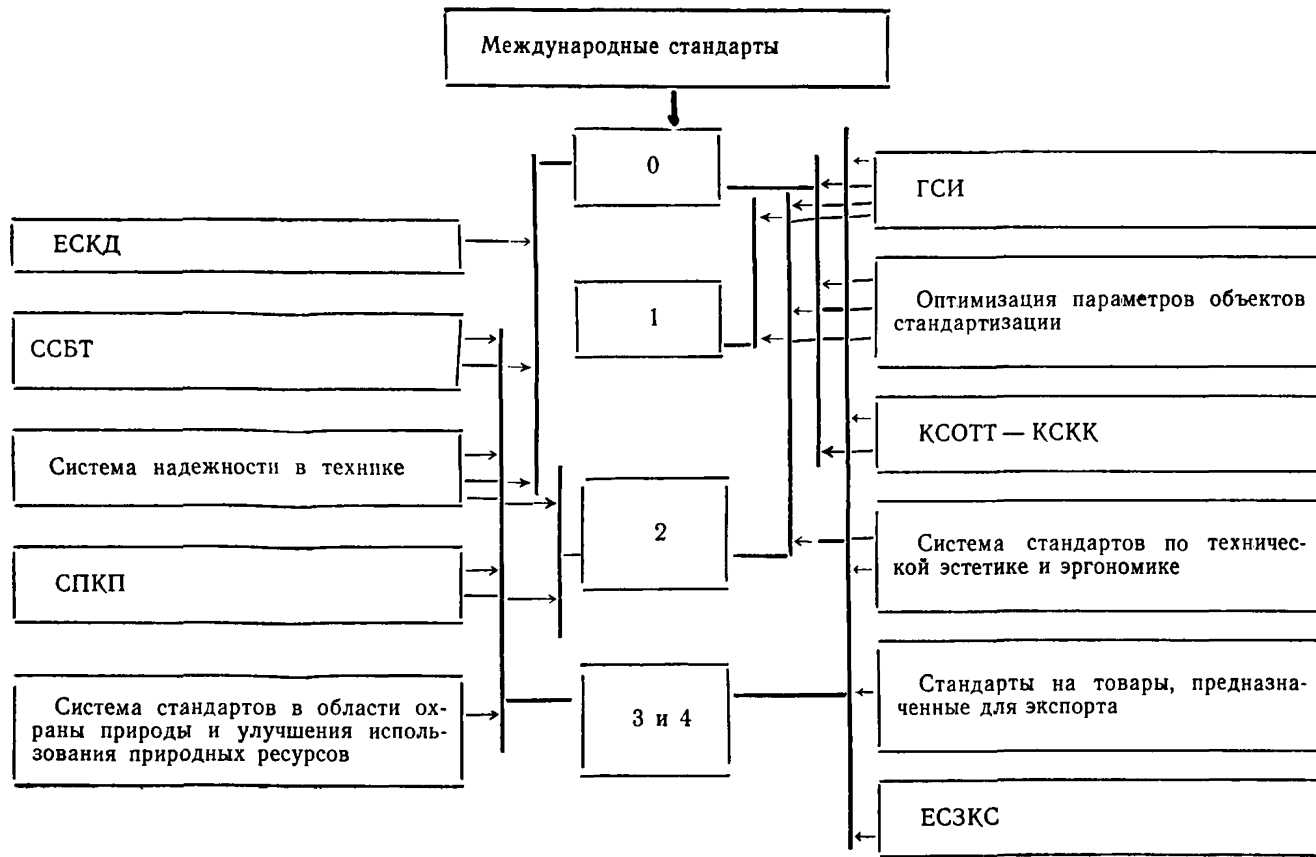 Международные стандарты
0
ГСИ
ЕСКД
1
Оптимизация параметров объектов
стандартизации
ССБТ
КСОТТ — КСКК
Система надежности в технике
2
Система стандартов по техничес-
кой эстетике и эргономике
СПКП
Система стандартов в области ох-
раны природы и улучшения исполь-
зования природных ресурсов
3 и 4
Стандарты на товары, предназна-
ченные для экспорта
ЕСЗКС